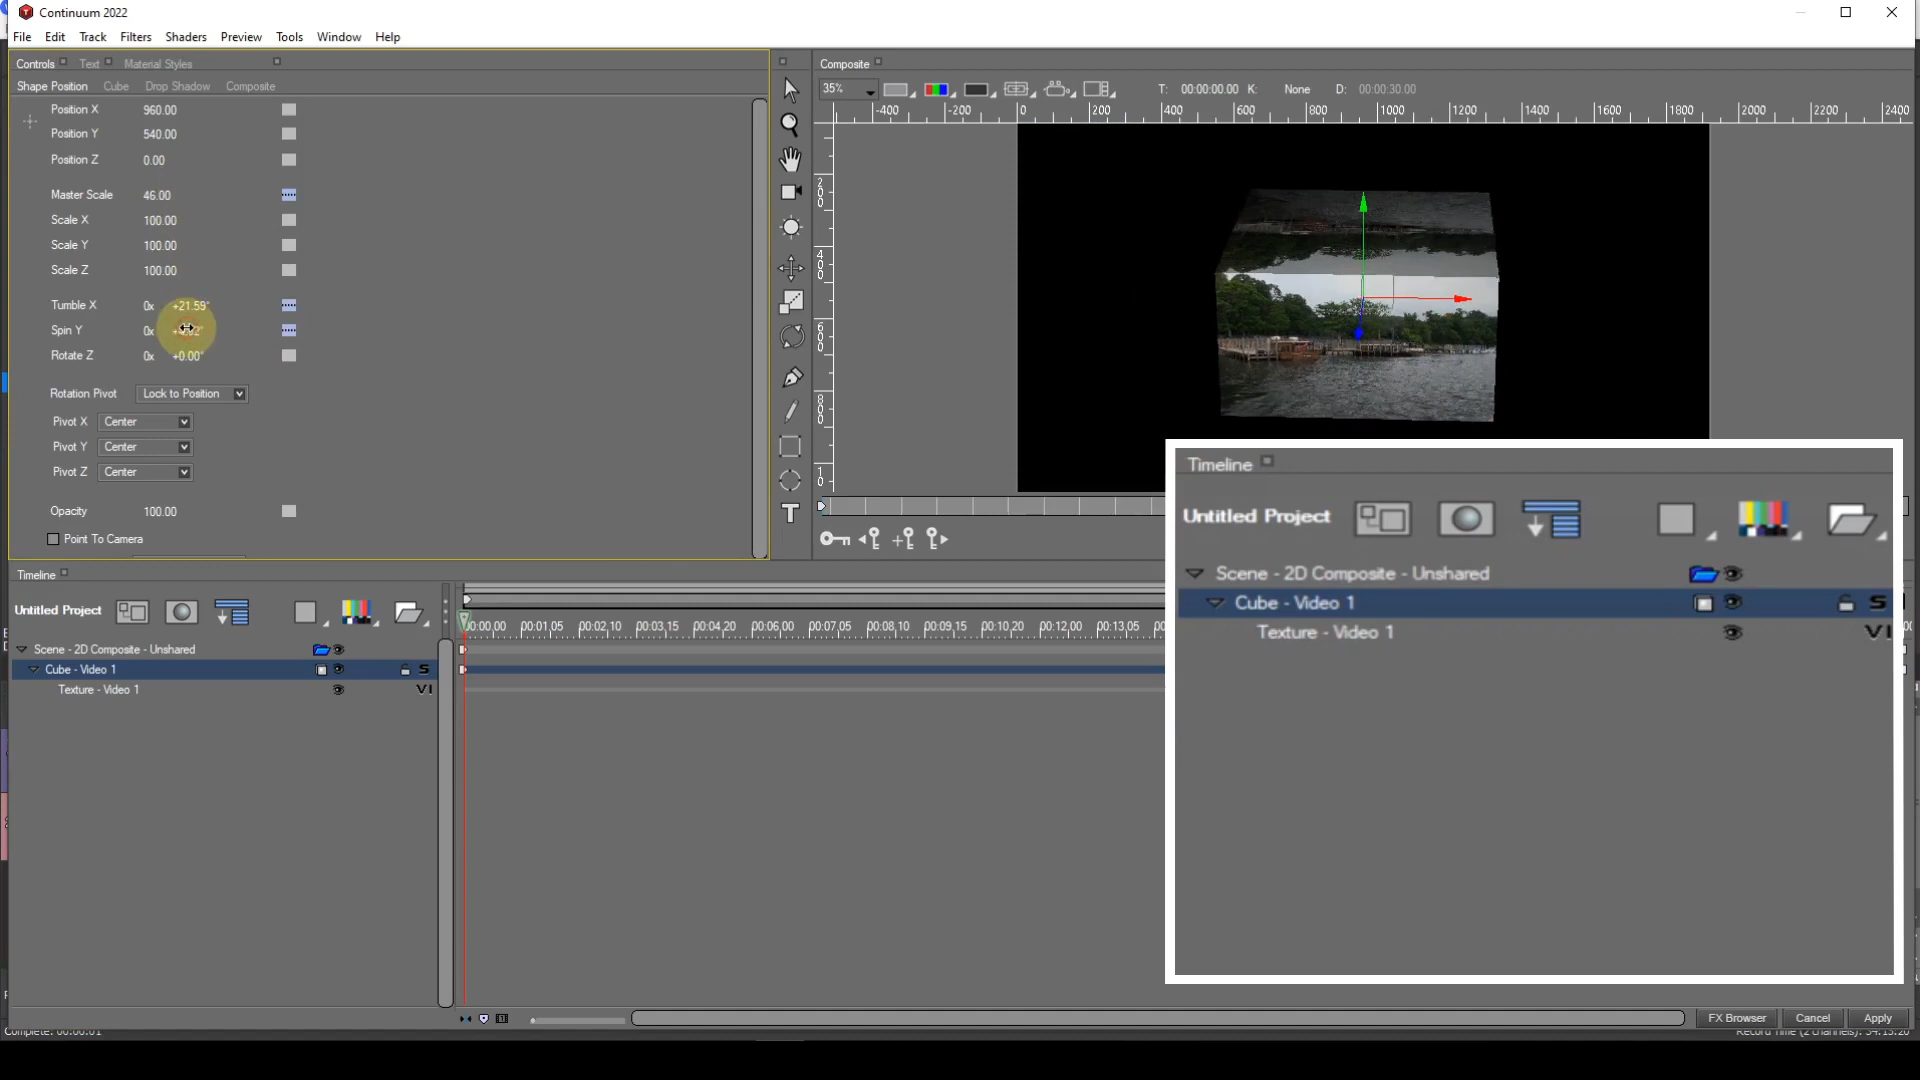 Continuum 2022
File Edit Track Filters Shaders Preview Tools Window Help
Controls Text Material Styles
Shape Position Cube Drop Shadow Composite
Position X 960.00
Position Y 540.00
Position Z 0.00
Master Scale 46.00
Scale X 100.00
Scale Y 100.00
Scale Z 100.00
Tumble X 0x +21.59°
Spin Y 0x
Rotate Z 0x +0.00°
Rotation Pivot Lock to Position
Pivot X Center
Pivot Y Center
Pivot Z Center
Opacity 100.00
Point To Camera
Composite
35% T: 00:00:00.00 K: None D: 00:00:30.00
-400 -200 0 200 400 600 800 1000 1200 1400 1600 1800 2000 2200 2400
200
400
600
800
10
T
Timeline
Untitled Project
Scene - 2D Composite - Unshared
Cube - Video 1 S
Texture - Video 1 V1
00:00,00 00:01,05 00:02,10 00:03,15 00:04,20 00:06,00 00:07,05 00:08,10 00:09,15 00:10,20 00:12,00 00:13,05
Timeline
Untitled Project
Scene - 2D Composite - Unshared
Cube - Video 1 S
Texture - Video 1 V1
FX Browser Cancel Apply